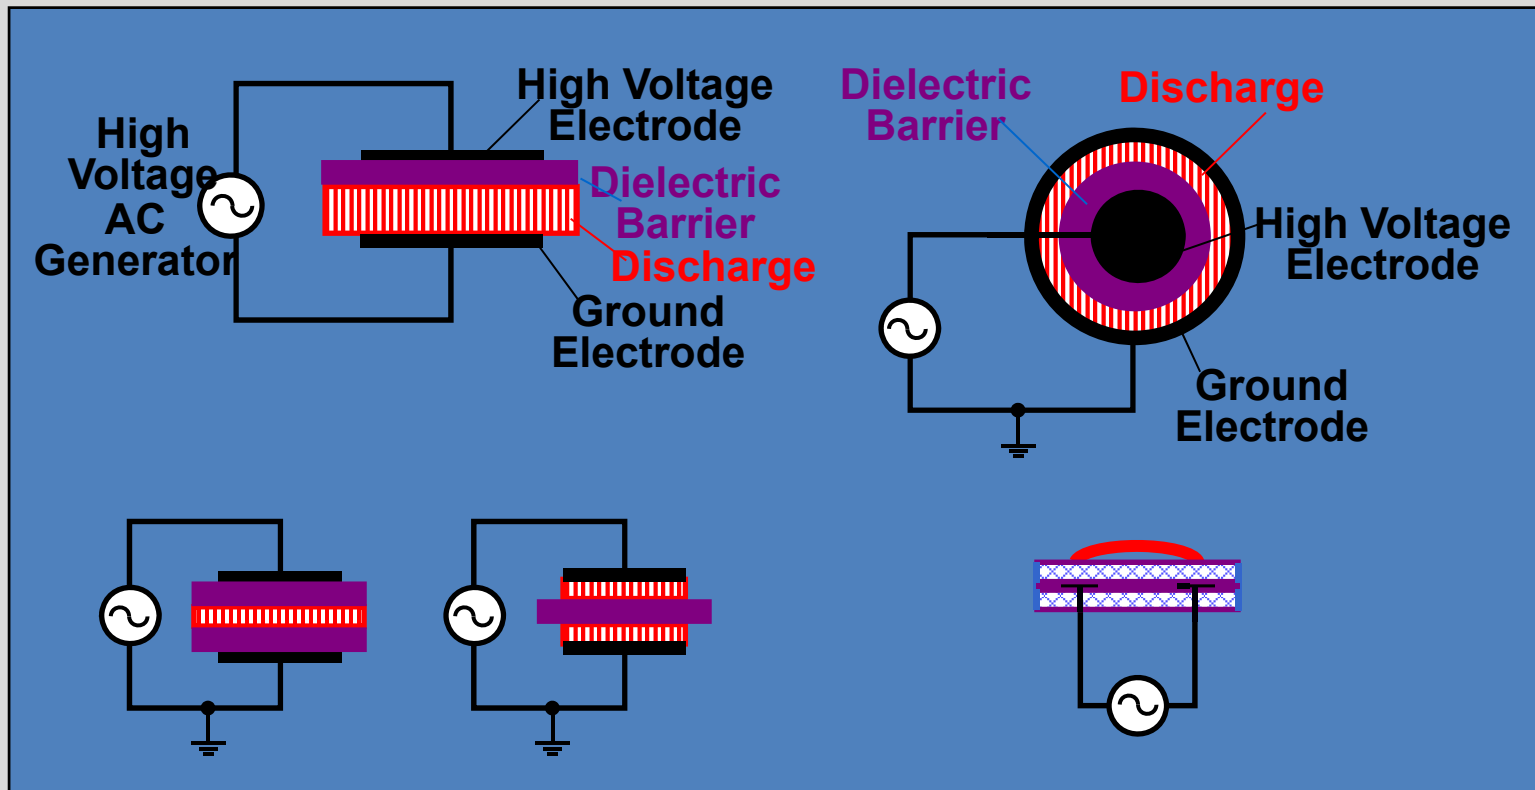 High
Voltage
AC
Generator
High Voltage
Electrode
Dielectric
Barrier
Discharge
Ground
Electrode
Dielectric
Barrier
Discharge
High Voltage
Electrode
Ground
Electrode